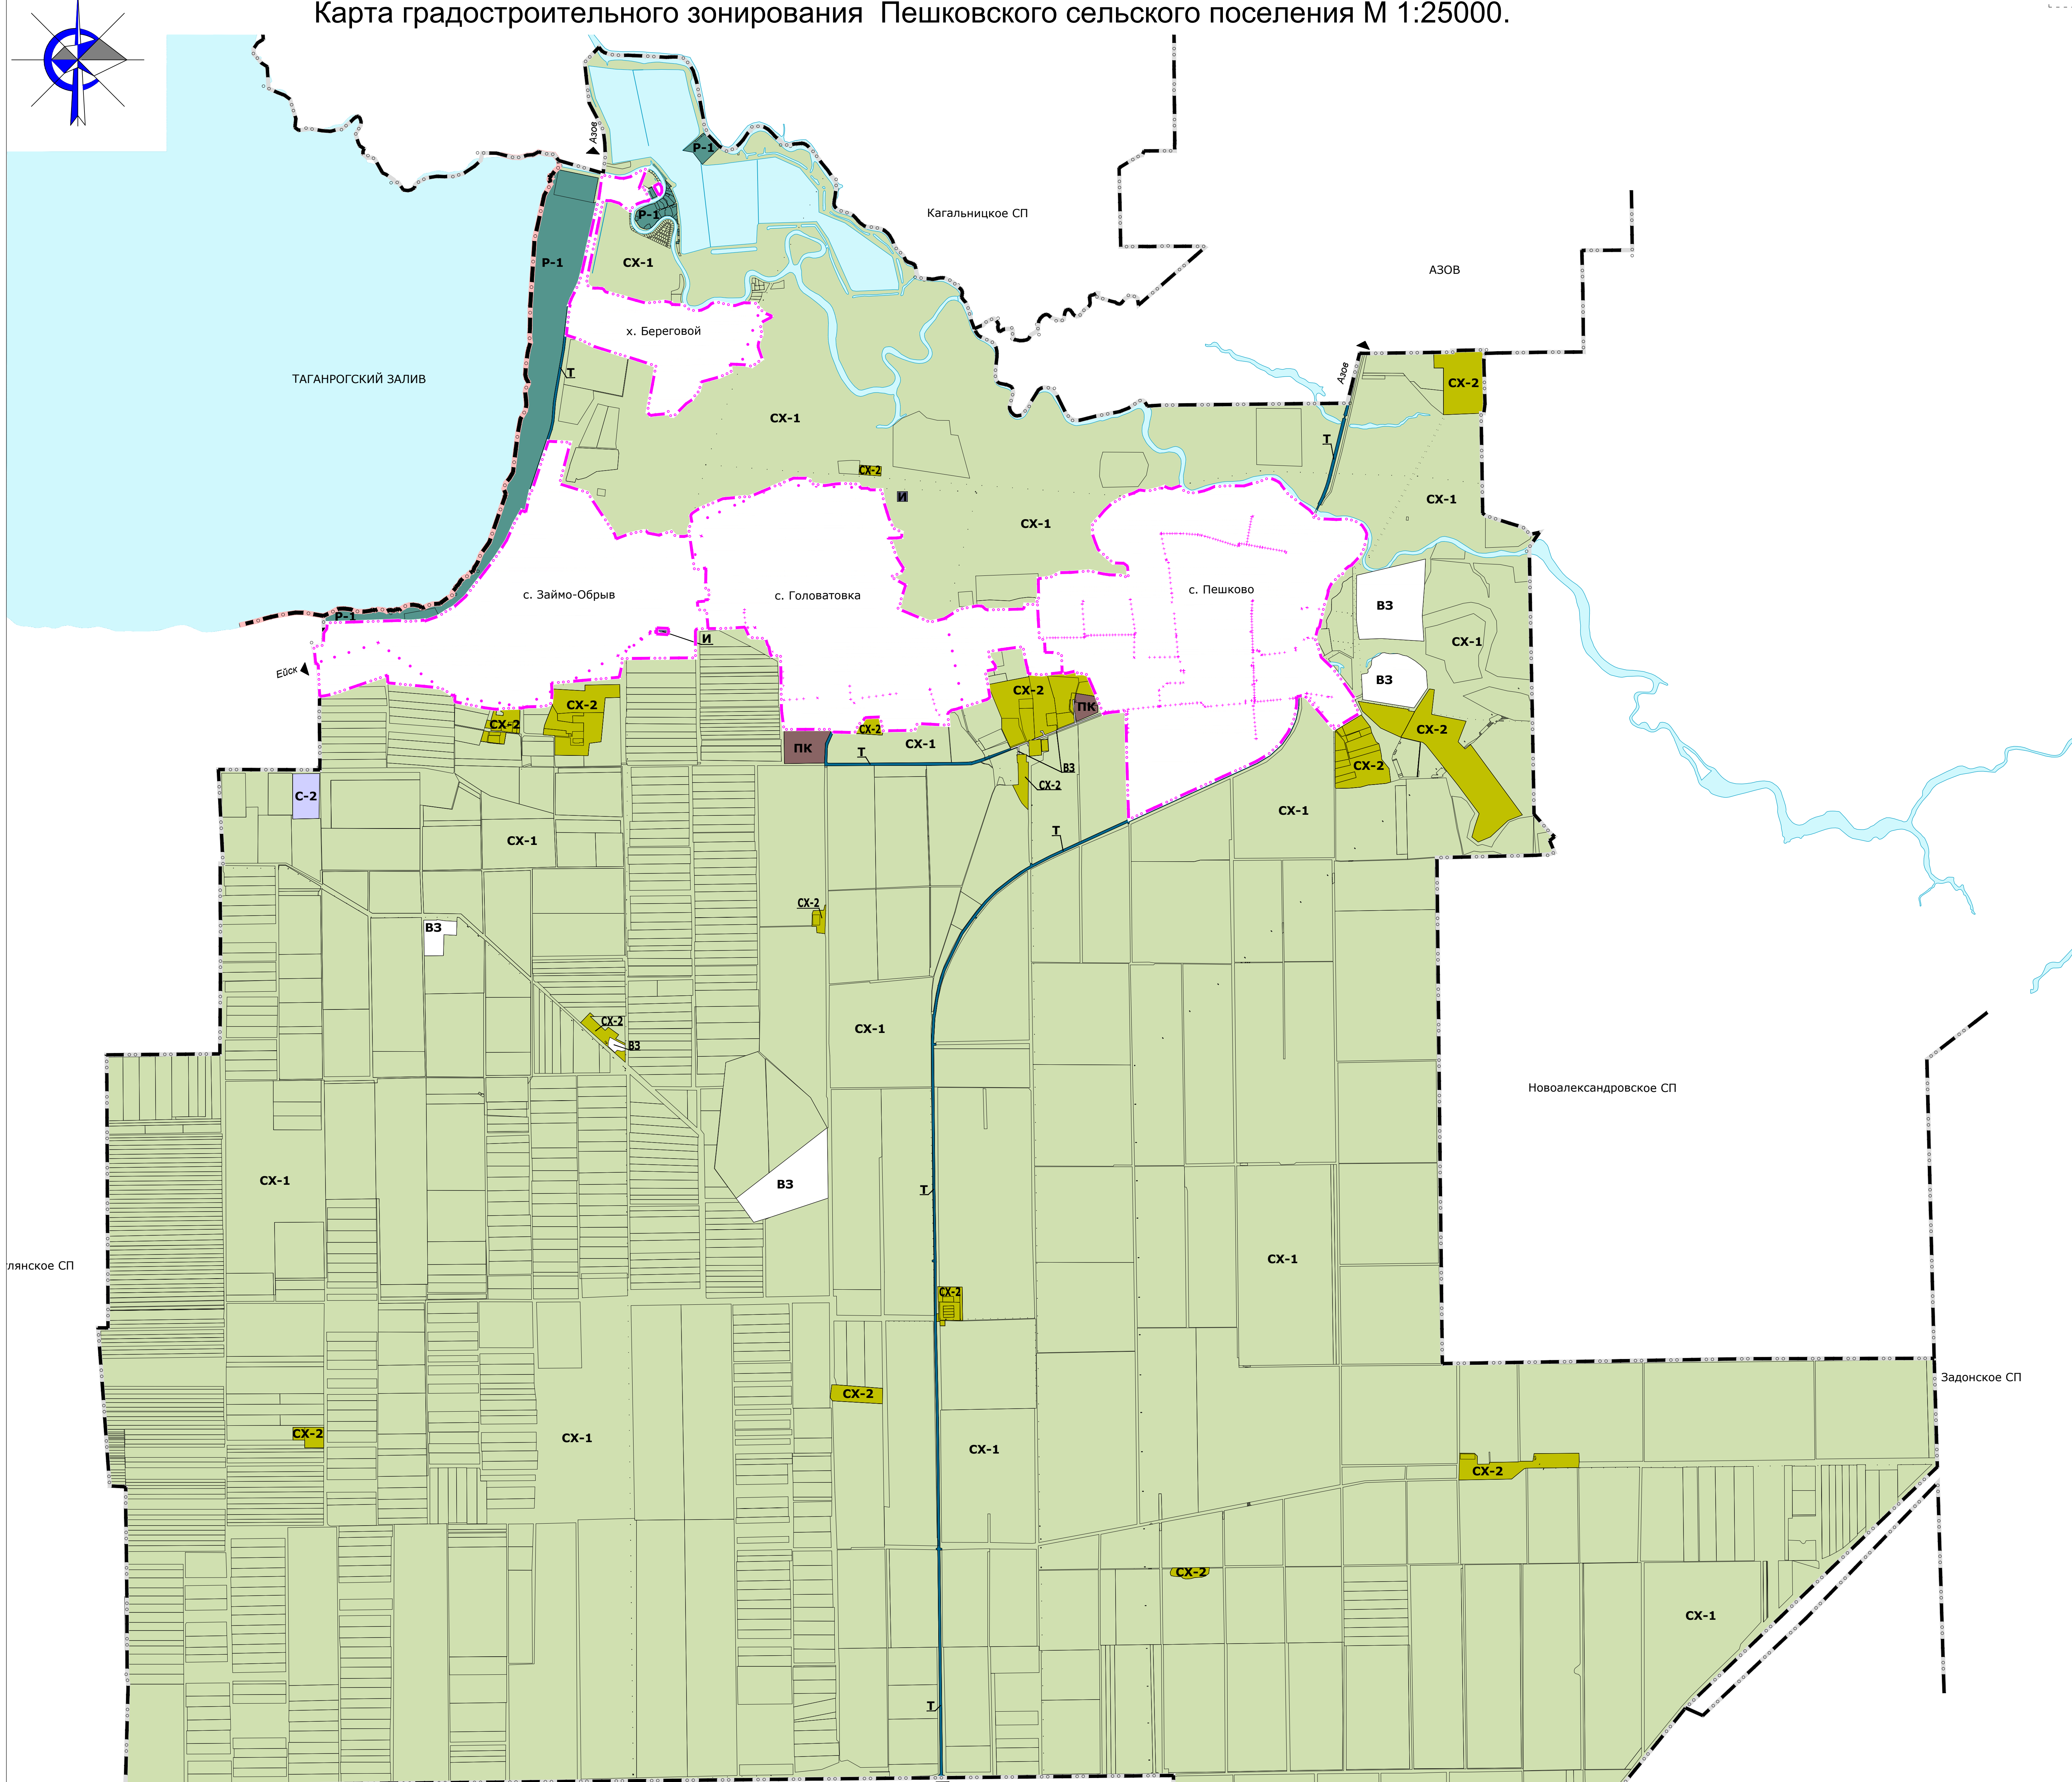 Карта градостроительного зонирования Пешковского сельского поселения М 1:25000.
Азов
Р-1
Р-1
Кагальницкое СП
Р-1
СХ-1
АЗОВ
х. Береговой
ТАГАНРОГСКИЙ ЗАЛИВ
Т
Азов
СХ-2
СХ-1
Т
СХ-2
И
СХ-1
СХ-1
с. Займо-Обрыв
с. Головатовка
с. Пешково
ВЗ
Р-1
И
СХ-1
Ейск
ВЗ
СХ-2
СХ-2
СХ-2
ПК
СХ-2
СХ-2
ПК
Т
СХ-1
ВЗ
СХ-2
СХ-2
С-2
СХ-1
СХ-1
Т
СХ-2
ВЗ
СХ-2
СХ-1
ВЗ
Новоалександровское СП
СХ-1
ВЗ
Т
СХ-1
лянское СП
СХ-2
Задонское СП
СХ-2
СХ-2
СХ-1
СХ-1
СХ-2
СХ-2
СХ-1
Т